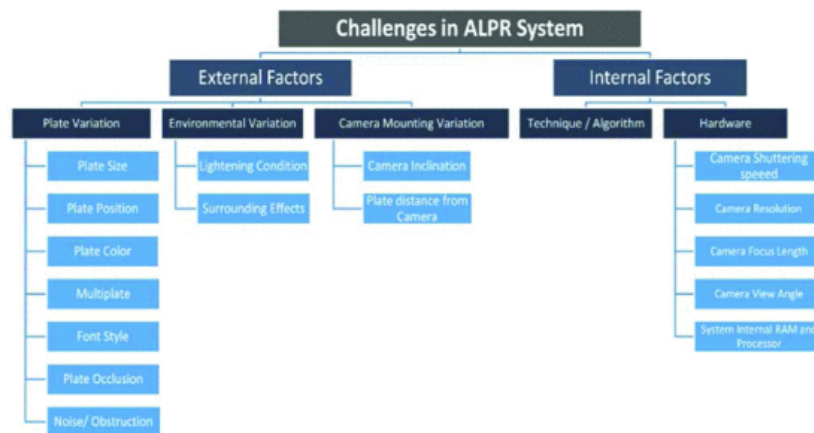 Challenges in ALPR System
External Factors
Internal Factors
Plate Variation
Environmental Variation
Camera Mounting Variation
Technique / Algorithm
Hardware
Plate Size
Plate Position
Plate Color
Multiplate
Font Style
Plate Occlusion
Noise/ Obstruction
Lightening Condition
Surrounding Effects
Camera Inclination
Plate distance from
Camera
Camera Shuttering
speeed
Camera Resolution
Camera Focus Length
Camera View Angle
System Internal RAM and
Processor